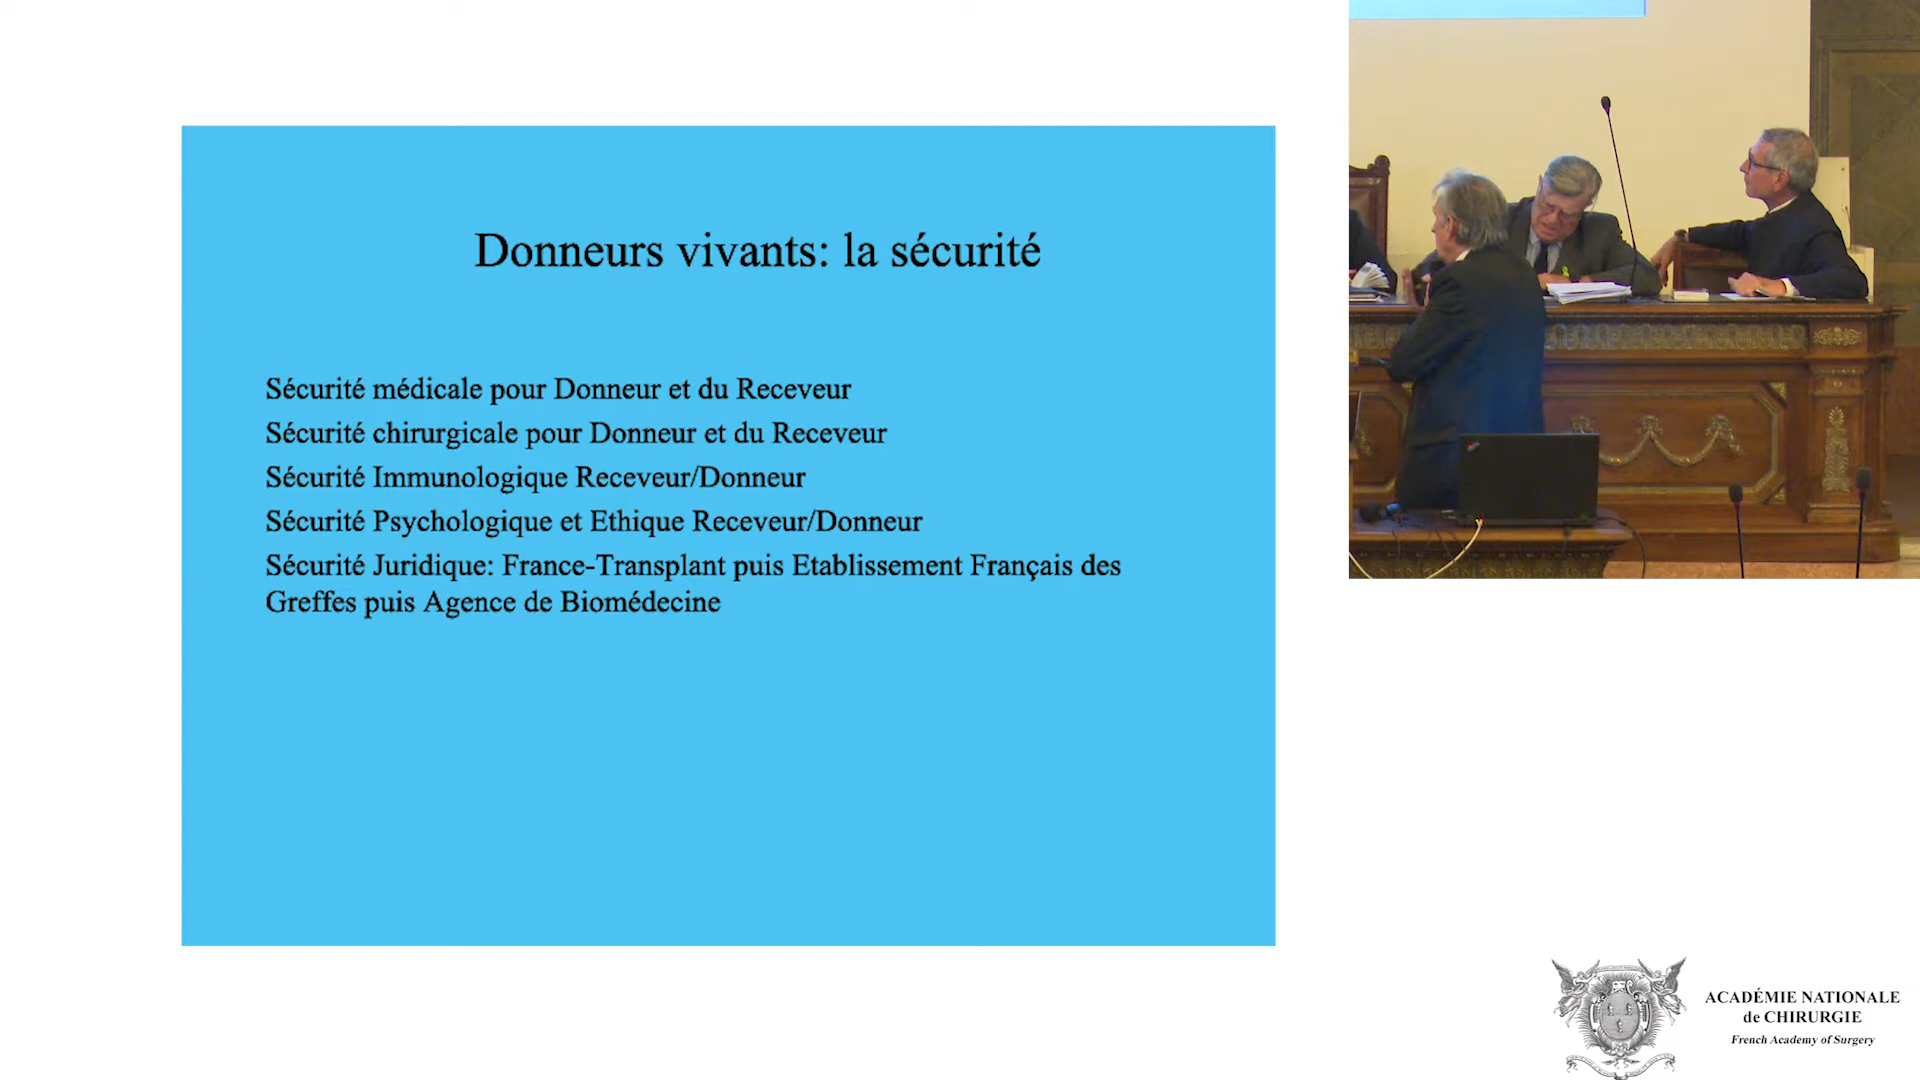 Donneurs vivants: la sécurité
Sécurité médicale pour Donneur et du Receveur
Sécurité chirurgicale pour Donneur et du Receveur
Sécurité Immunologique Receveur/Donneur
Sécurité Psychologique et Ethique Receveur/Donneur
Sécurité Juridique: France-Transplant puis Etablissement Français des
Greffes puis Agence de Biomédecine
ACADÉMIE NATIONALE
de CHIRURGIE
French Academy of Surgery